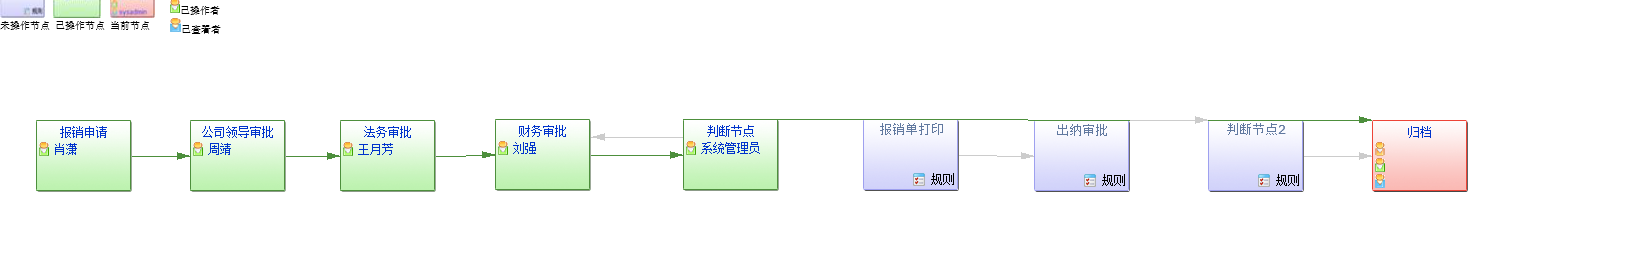 规则
sysadmin
已操作者
未操作节点 已操作节点 当前节点
已查看者
报销申请
肖潇
公司领导审批
周靖
法务审批
王月芳
财务审批
刘强
判断节点
系统管理员
报销单打印
规则
出纳审批
规则
判断节点2
规则
归档